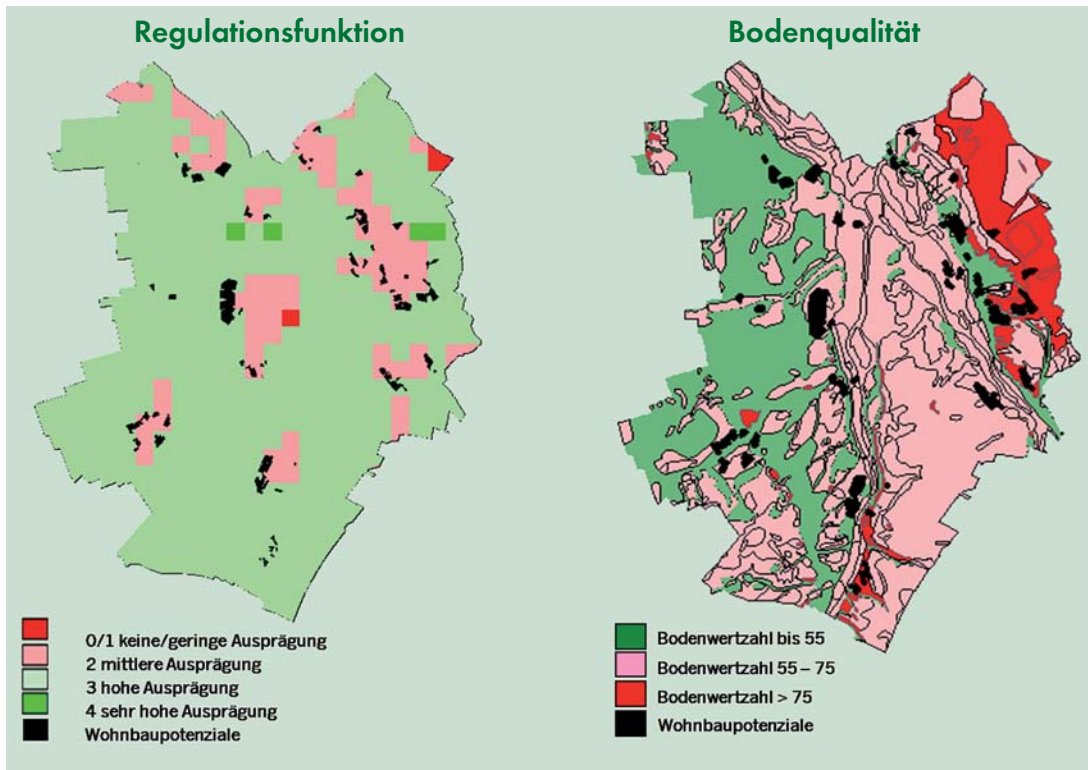 Regulationsfunktion
0/1 keine/geringe Ausprägung
2 mittlere Ausprägung
3 hohe Ausprägung
4 sehr hohe Ausprägung
Wohnbaupotenziale
Bodenqualität
Bodenwertzahl bis 55
Bodenwertzahl 55 – 75
Bodenwertzahl > 75
Wohnbaupotenziale